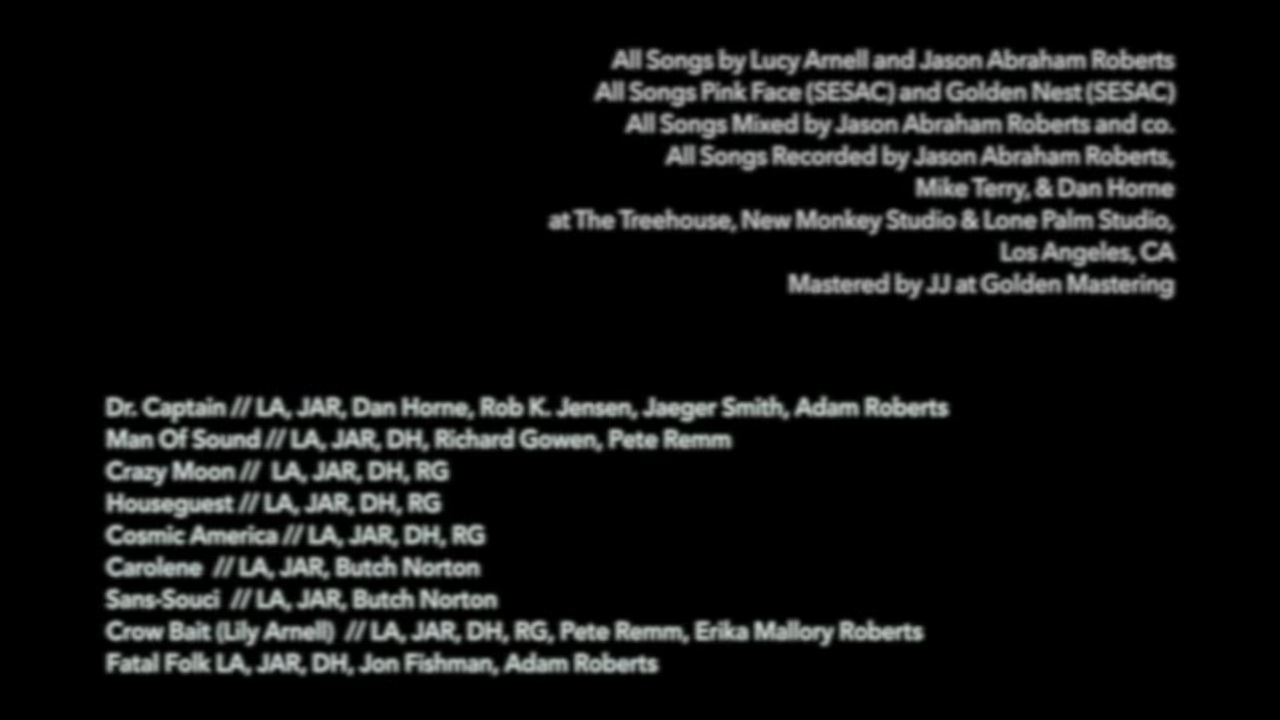 All Songs by Lucy Arnell and Jason Abraham Roberts
All Songs Pink Face (SESAC) and Golden Nest (SESAC)
All Songs Mixed by Jason Abraham Roberts and co.
All Songs Recorded by Jason Abraham Roberts,
Mike Terry, & Dan Horne
at The Treehouse, New Monkey Studio & Lone Palm Studio,
Los Angeles, CA
Mastered by JJ at Golden Mastering
Dr. Captain // LA, JAR, Dan Horne, Rob K. Jensen, Jaeger Smith, Adam Roberts
Man Of Sound // LA, JAR, DH, Richard Gowen, Pete Remm
Crazy Moon // LA, JAR, DH, RG
Houseguest // LA, JAR, DH, RG
Cosmic America // LA, JAR, DH, RG
Carolene // LA, JAR, Butch Norton
Sans-Souci // LA, JAR, Butch Norton
Crow Bait (Lily Arnell) // LA, JAR, DH, RG, Pete Remm, Erika Mallory Roberts
Fatal Folk LA, JAR, DH, Jon Fishman, Adam Roberts